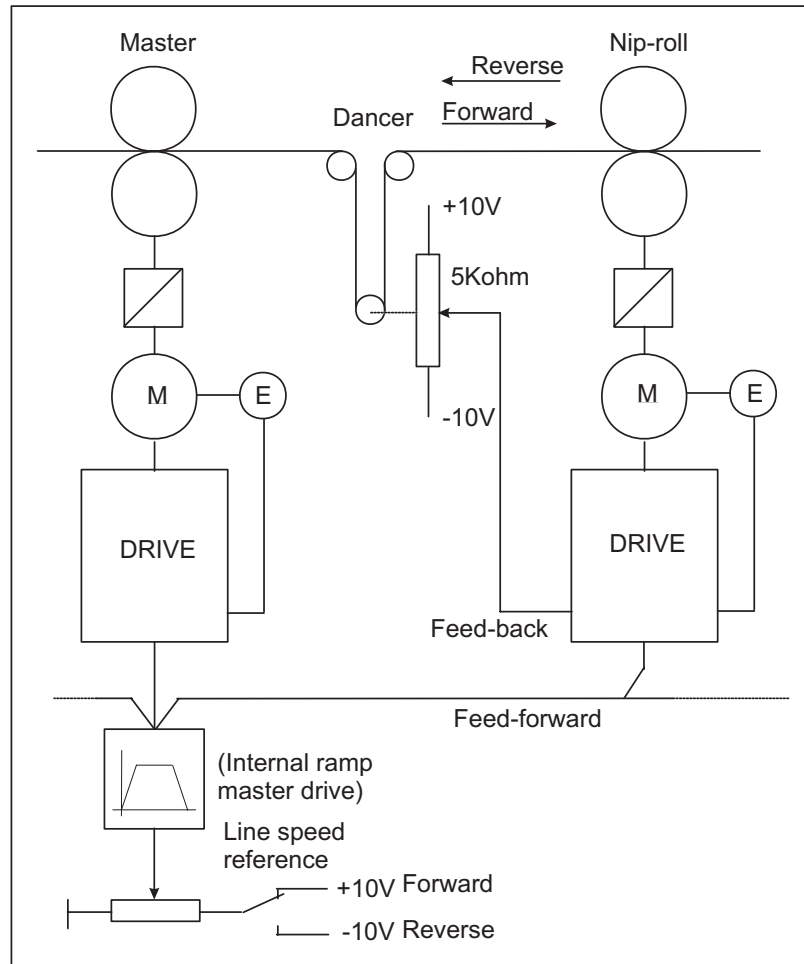 Master
Nip-roll
Reverse
Forward
Dancer
+10V
5Kohm
-10V
M
E
M
E
DRIVE
DRIVE
Feed-back
Feed-forward
(Internal ramp
master drive)
Line speed
reference
+10V Forward
-10V Reverse